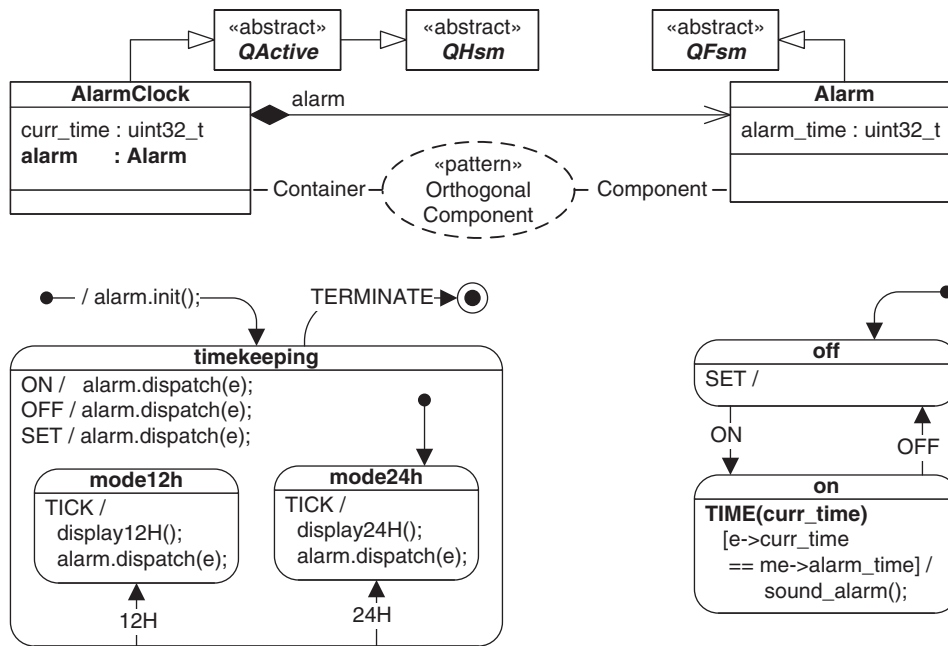 «abstract»
QActive
«abstract»
QHsm
«abstract»
QFsm
AlarmClock
curr_time : uint32_t
alarm : Alarm
alarm
Alarm
alarm_time : uint32_t
Container
«pattern»
Orthogonal
Component
Component
/ alarm.init();
TERMINATE
timekeeping
ON / alarm.dispatch(e);
OFF / alarm.dispatch(e);
SET / alarm.dispatch(e);
mode12h
TICK /
display12H();
alarm.dispatch(e);
mode24h
TICK /
display24H();
alarm.dispatch(e);
12H
24H
off
SET /
ON
OFF
on
TIME(curr_time)
[e->curr_time
== me->alarm_time] /
sound_alarm();